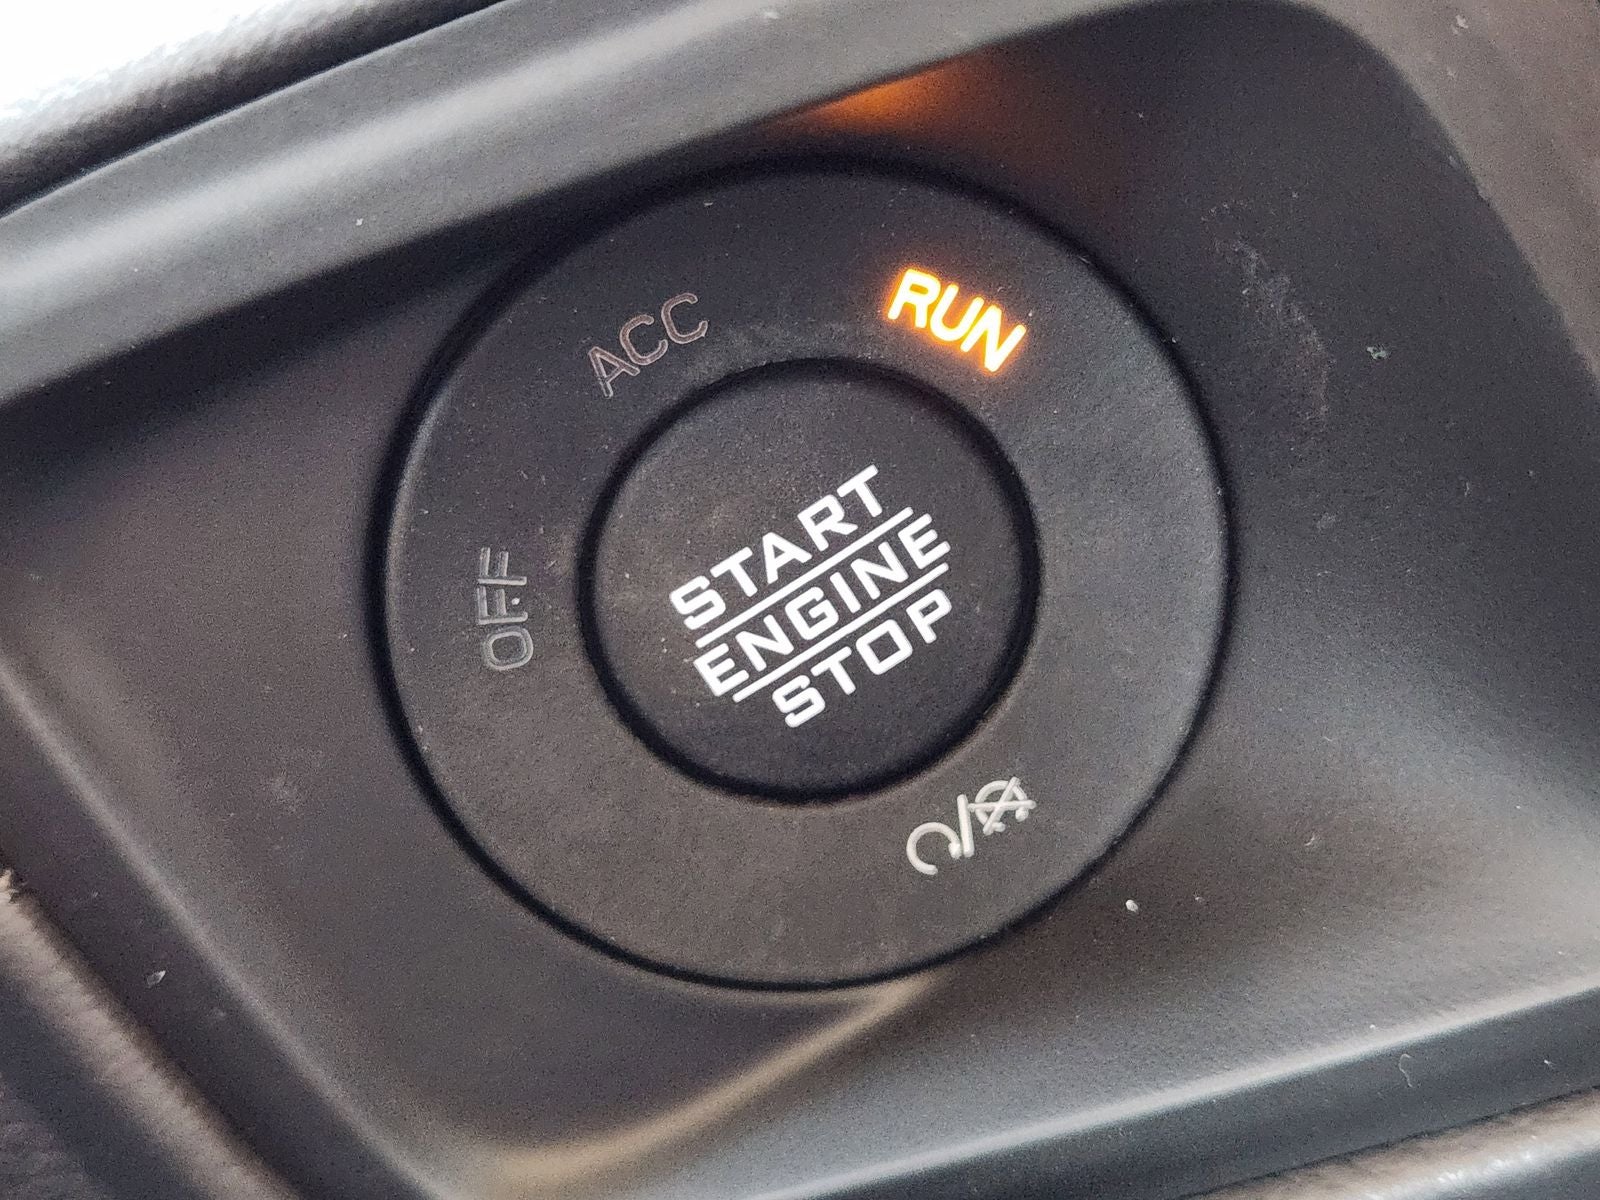 ACC
RUN
OFF
START
ENGINE
STOP